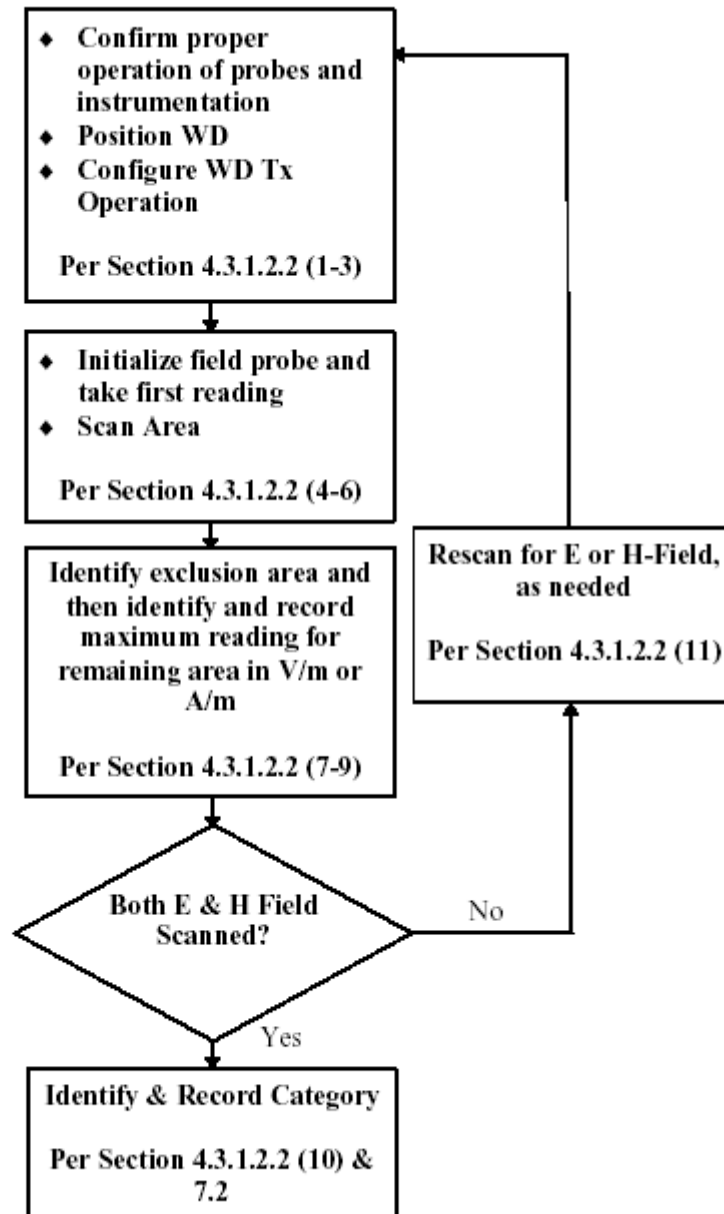 ◆ Confirm proper
operation of probes and
instrumentation
◆ Position WD
◆ Configure WD Tx
Operation
Per Section 4.3.1.2.2 (1-3)
◆ Initialize field probe and
take first reading
◆ Scan Area
Per Section 4.3.1.2.2 (4-6)
Identify exclusion area and
then identify and record
maximum reading for
remaining area in V/m or
A/m
Per Section 4.3.1.2.2 (7-9)
Rescan for E or H-Field,
as needed
Per Section 4.3.1.2.2 (11)
Both E & H Field
Scanned?
No
Yes
Identify & Record Category
Per Section 4.3.1.2.2 (10) &
7.2